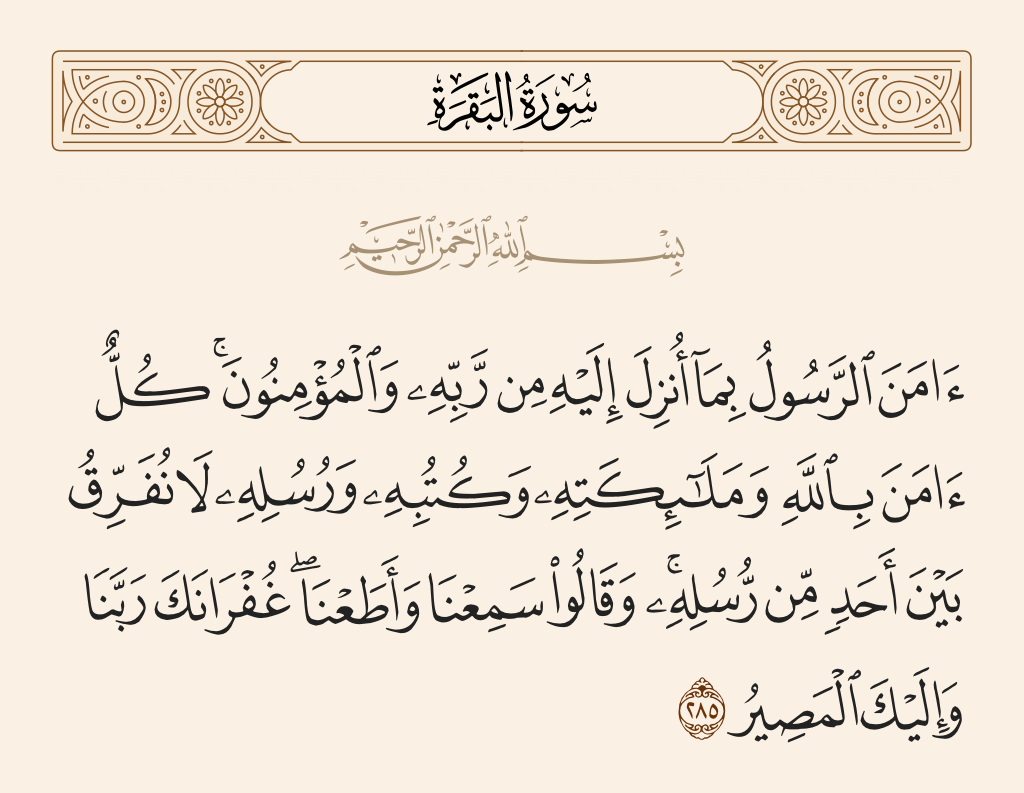 سُورَةُ الْبَقَرَةِ
بِسْمِ ٱللَّهِ ٱلرَّحْمَٰنِ ٱلرَّحِيمِ
ءَامَنَ ٱلرَّسُولُ بِمَآ أُنزِلَ إِلَيْهِ مِن رَّبِّهِۦ وَٱلْمُؤْمِنُونَ ۚ كُلٌّ
ءَامَنَ بِٱللَّهِ وَمَلَـٰٓئِكَتِهِۦ وَكُتُبِهِۦ وَرُسُلِهِۦ لَا نُفَرِّقُ
بَيْنَ أَحَدٍ مِّن رُّسُلِهِۦ ۚ وَقَالُوا۟ سَمِعْنَا وَأَطَعْنَا ۖ غُفْرَانَكَ رَبَّنَا
وَإِلَيْكَ ٱلْمَصِيرُ ٢٨٥